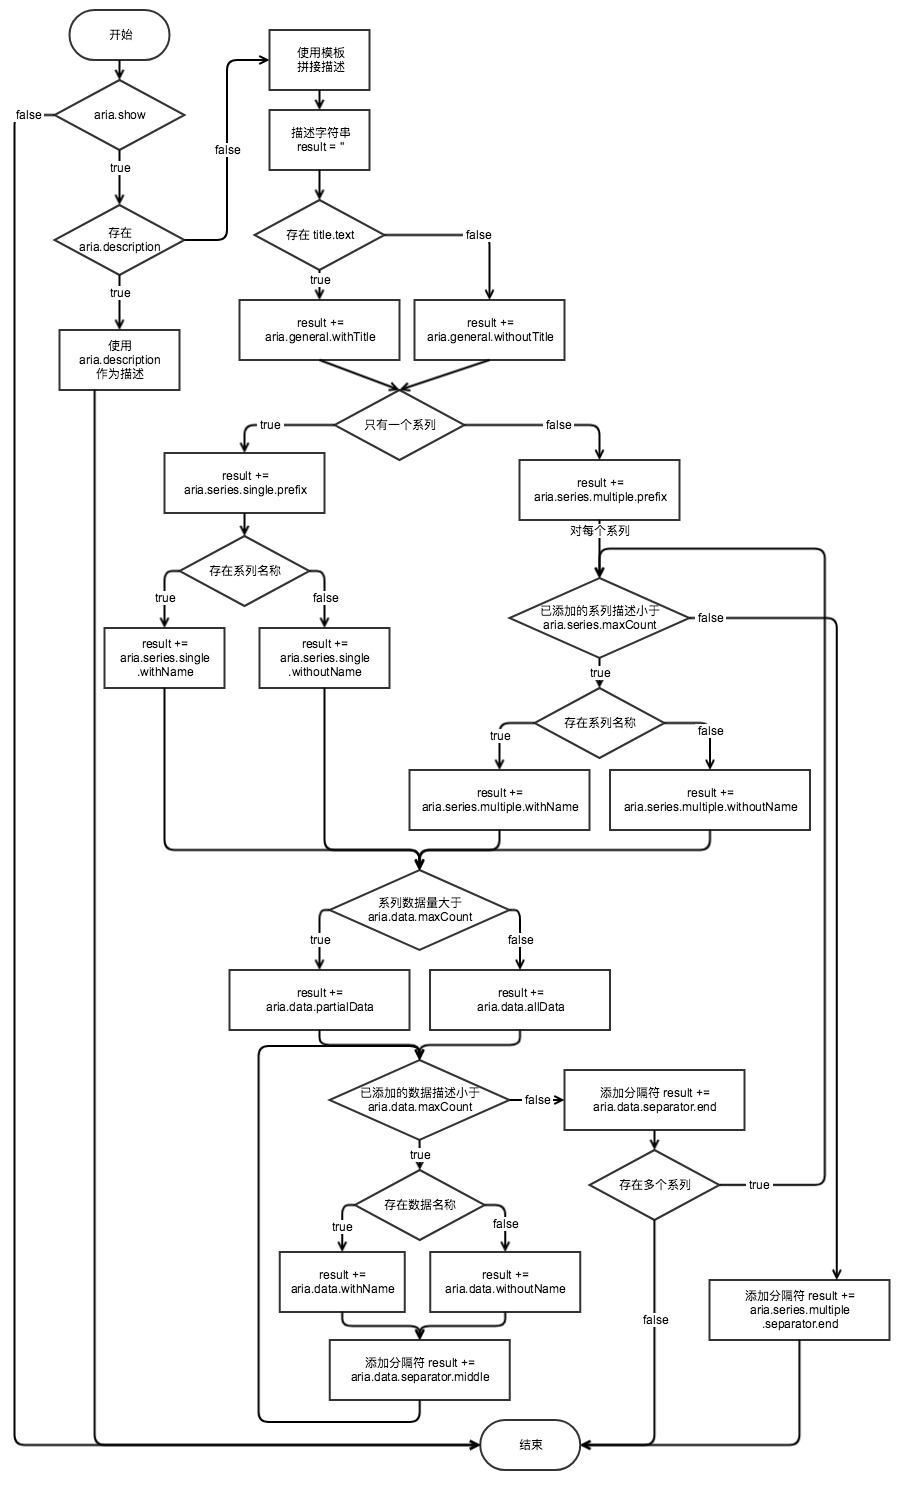 开始
aria.show
false
true
存在
aria.description
false
true
使用
aria.description
作为描述
使用模板
拼接描述
描述字符串
result = ''
存在 title.text
false
true
result +=
aria.general.withTitle
result +=
aria.general.withoutTitle
只有一个系列
true
false
result +=
aria.series.single.prefix
result +=
aria.series.multiple.prefix
对每个系列
存在系列名称
true
false
result +=
aria.series.single
.withName
result +=
aria.series.single
.withoutName
已添加的系列描述小于
aria.series.maxCount
false
true
存在系列名称
true
false
result +=
aria.series.multiple.withName
result +=
aria.series.multiple.withoutName
系列数据量大于
aria.data.maxCount
true
false
result +=
aria.data.partialData
result +=
aria.data.allData
已添加的数据描述小于
aria.data.maxCount
false
true
添加分隔符 result +=
aria.data.separator.end
存在多个系列
true
false
存在数据名称
true
false
result +=
aria.data.withName
result +=
aria.data.withoutName
添加分隔符 result +=
aria.data.separator.middle
添加分隔符 result +=
aria.series.multiple
.separator.end
结束